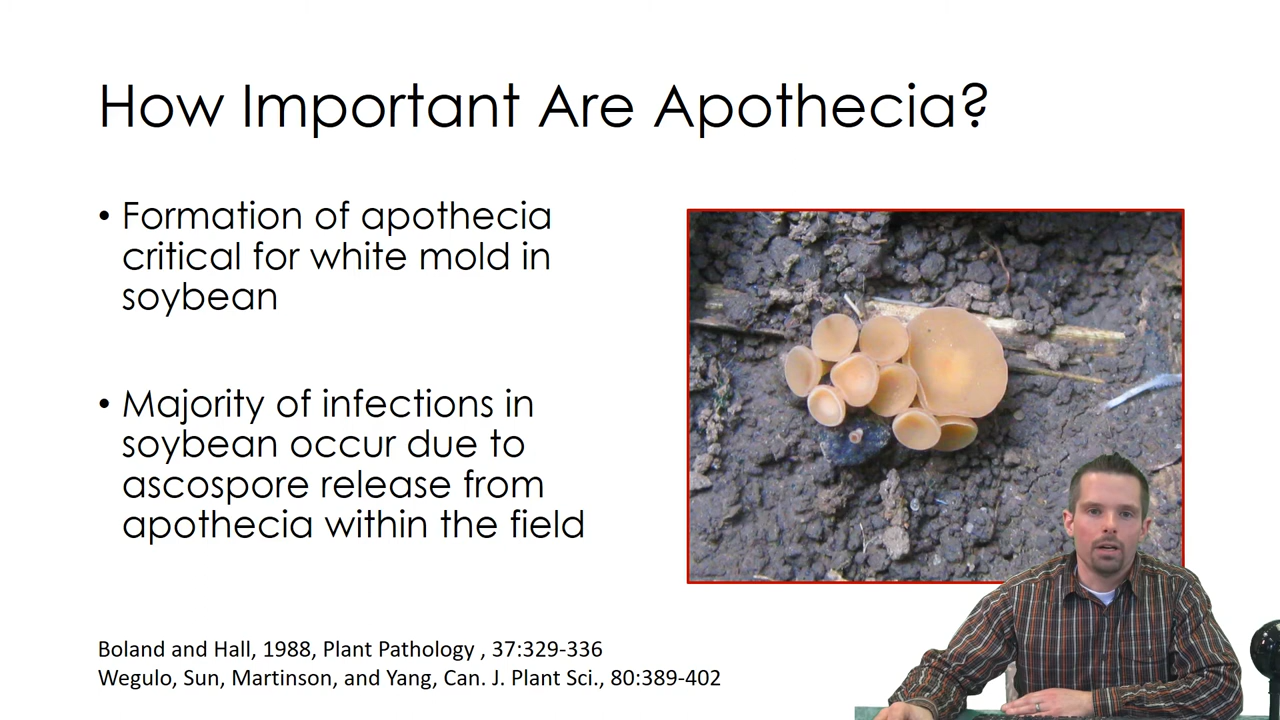 How Important Are Apothecia?
• Formation of apothecia
critical for white mold in
soybean
• Majority of infections in
soybean occur due to
ascospore release from
apothecia within the field
Boland and Hall, 1988, Plant Pathology , 37:329-336
Wegulo, Sun, Martinson, and Yang, Can. J. Plant Sci., 80:389-402